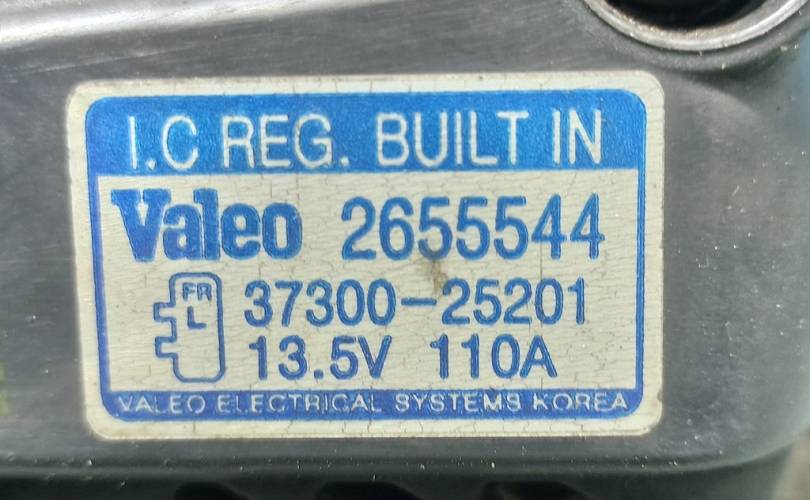 I.C REG. BUILT IN
Valeo 2655544
FR
L
37300-25201
13.5V 110A
VALEO ELECTRICAL SYSTEMS KOREA